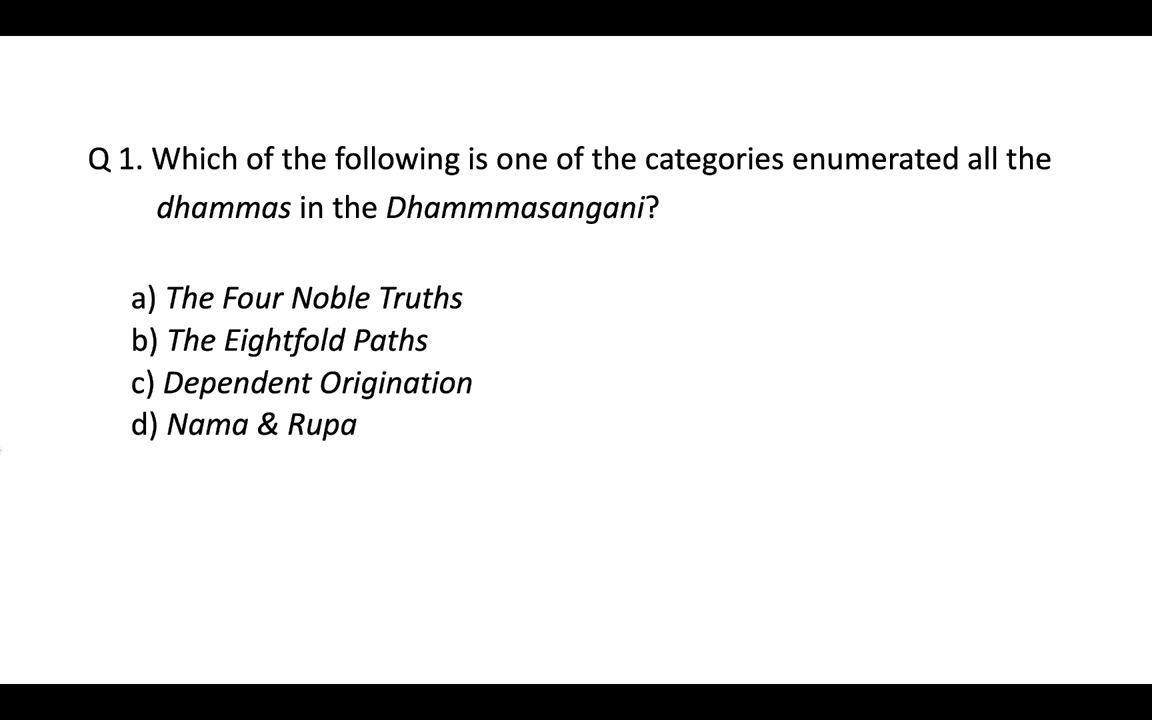 Q 1. Which of the following is one of the categories enumerated all the
dhammas in the Dhammmasangani?
a) The Four Noble Truths
b) The Eightfold Paths
c) Dependent Origination
d) Nama & Rupa